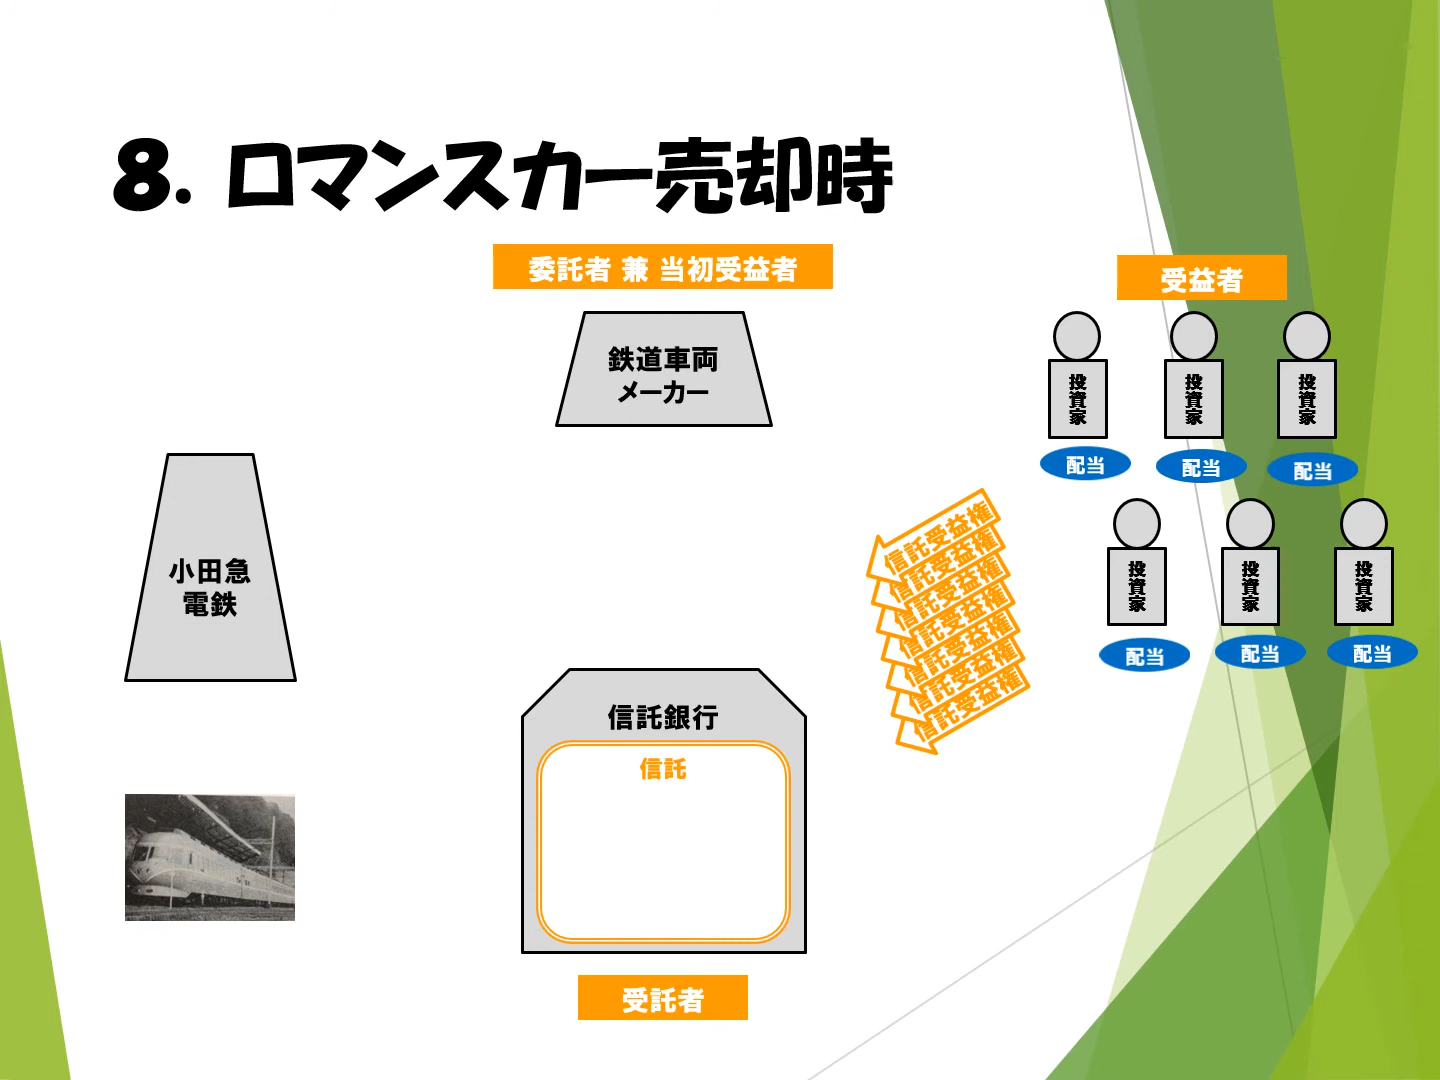 8. ロマンスカー売却時
委託者 兼 当初受益者
受益者
鉄道車両
メーカー
投資家
投資家
投資家
配当
配当
配当
小田急
電鉄
信託受益権
信託受益権
信託受益権
信託受益権
信託受益権
信託受益権
信託受益権
投資家
投資家
投資家
配当
配当
配当
信託銀行
信託
受託者